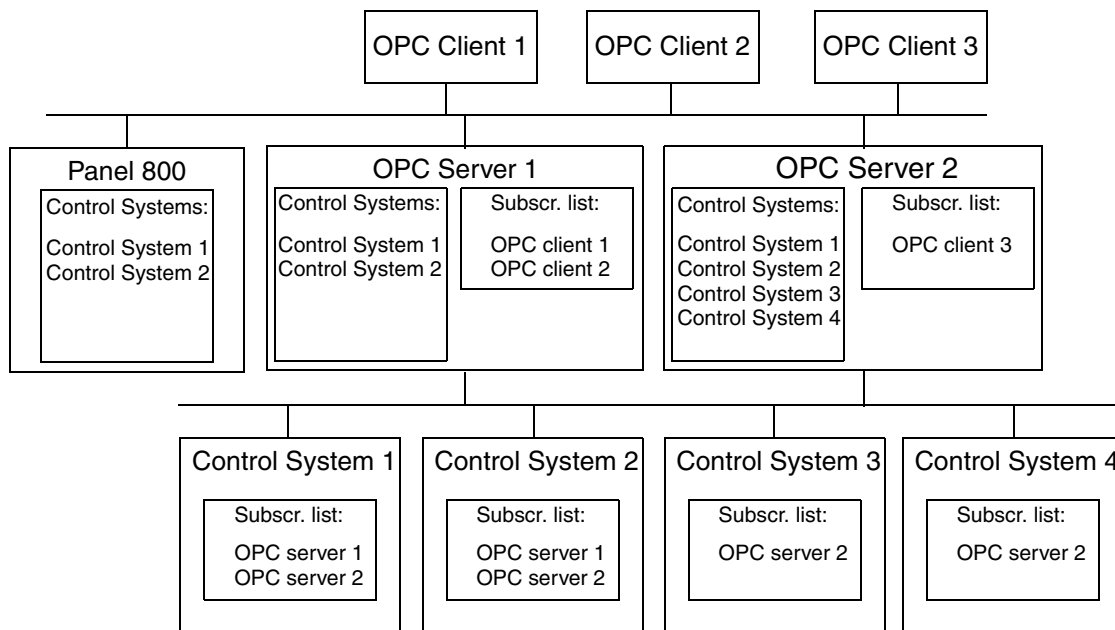 OPC Client 1
OPC Client 2
OPC Client 3
Panel 800
Control Systems:
Control System 1
Control System 2
OPC Server 1
Control Systems:
Control System 1
Control System 2
Subscr. list:
OPC client 1
OPC client 2
OPC Server 2
Control Systems:
Control System 1
Control System 2
Control System 3
Control System 4
Subscr. list:
OPC client 3
Control System 1
Subscr. list:
OPC server 1
OPC server 2
Control System 2
Subscr. list:
OPC server 1
OPC server 2
Control System 3
Subscr. list:
OPC server 2
Control System 4
Subscr. list:
OPC server 2